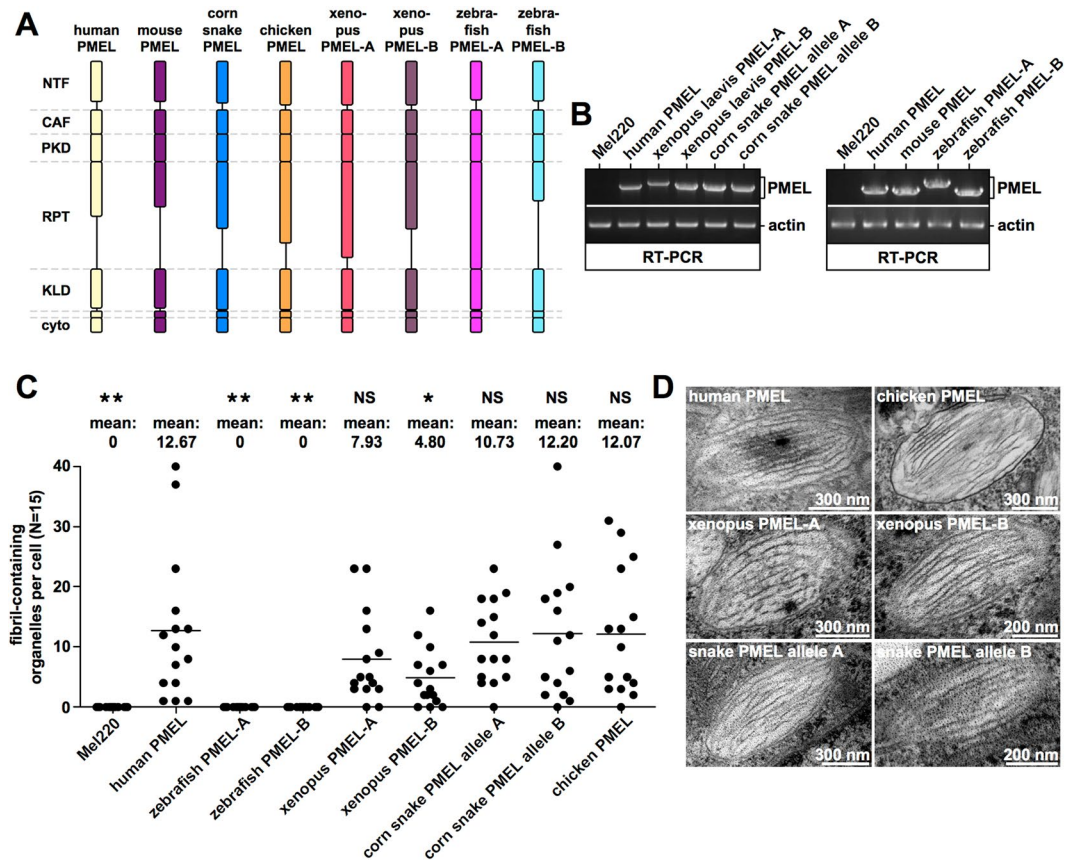 A
human
PMEL
mouse
PMEL
corn
snake
PMEL
chicken
PMEL
xeno-
pus
PMEL-A
xeno-
pus
PMEL-B
zebra-
fish
PMEL-A
zebra-
fish
PMEL-B
NTF
CAF
PKD
RPT
KLD
cyto
B
Mel220
human PMEL
xenopus laevis PMEL-A
xenopus laevis PMEL-B
corn snake PMEL allele A
corn snake PMEL allele B
PMEL
actin
RT-PCR
Mel220
human PMEL
mouse PMEL
zebrafish PMEL-A
zebrafish PMEL-B
PMEL
actin
RT-PCR
C
** ** ** NS * NS NS NS
mean: mean: mean: mean: mean: mean: mean: mean: mean:
0 12.67 0 0 7.93 4.80 10.73 12.20 12.07
fibril-containing
organelles per cell (N=15)
40
30
20
10
0
Mel220
human PMEL
zebrafish PMEL-A
zebrafish PMEL-B
xenopus PMEL-A
xenopus PMEL-B
corn snake PMEL allele A
corn snake PMEL allele B
chicken PMEL
D
human PMEL
300 nm
chicken PMEL
300 nm
xenopus PMEL-A
300 nm
xenopus PMEL-B
200 nm
snake PMEL allele A
300 nm
snake PMEL allele B
200 nm